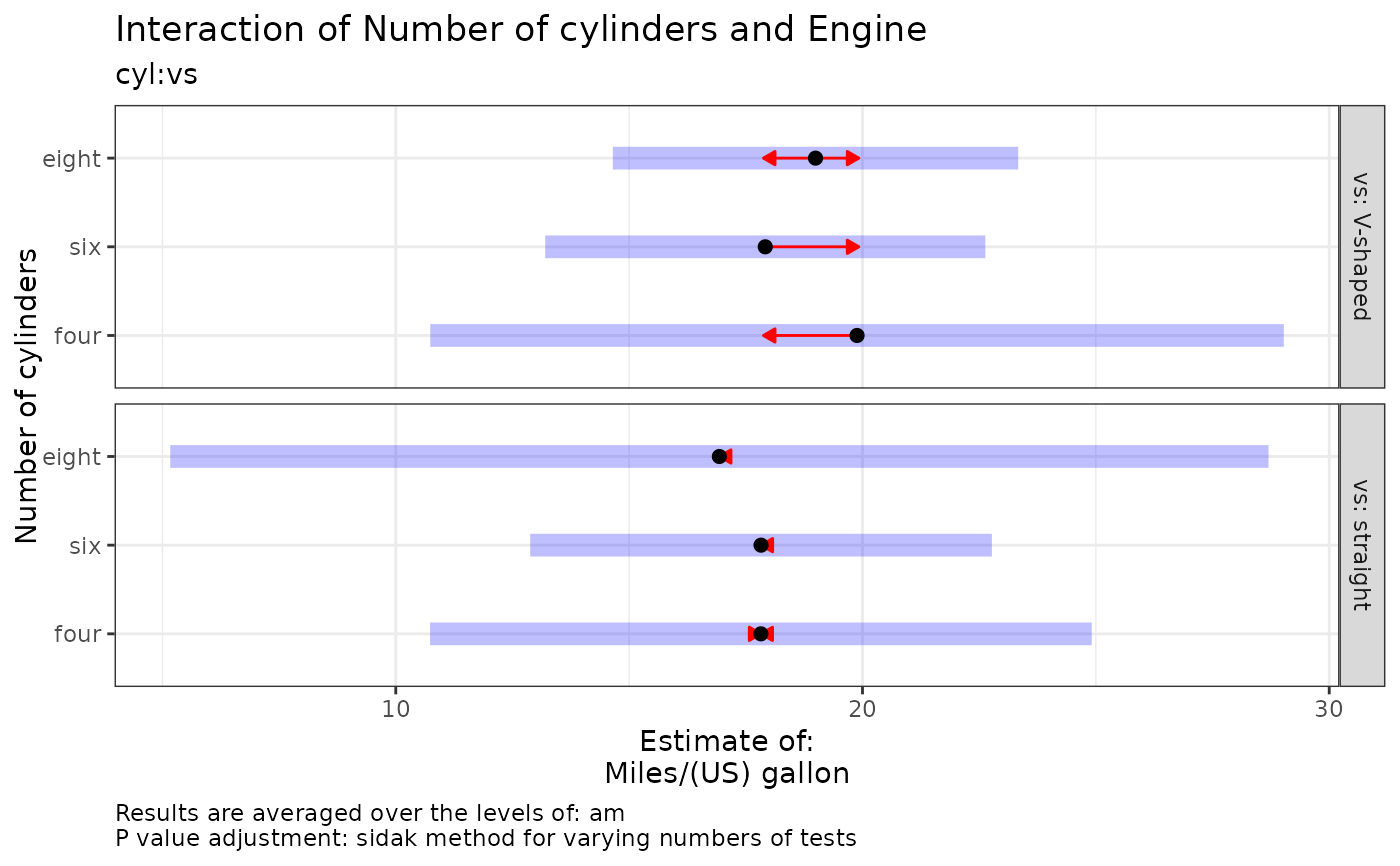 Interaction of Number of cylinders and Engine
cyl:vs
Number of cylinders
eight
six
four
vs: V-shaped
eight
six
four
vs: straight
10
20
30
Estimate of:
Miles/(US) gallon
Results are averaged over the levels of: am
P value adjustment: sidak method for varying numbers of tests